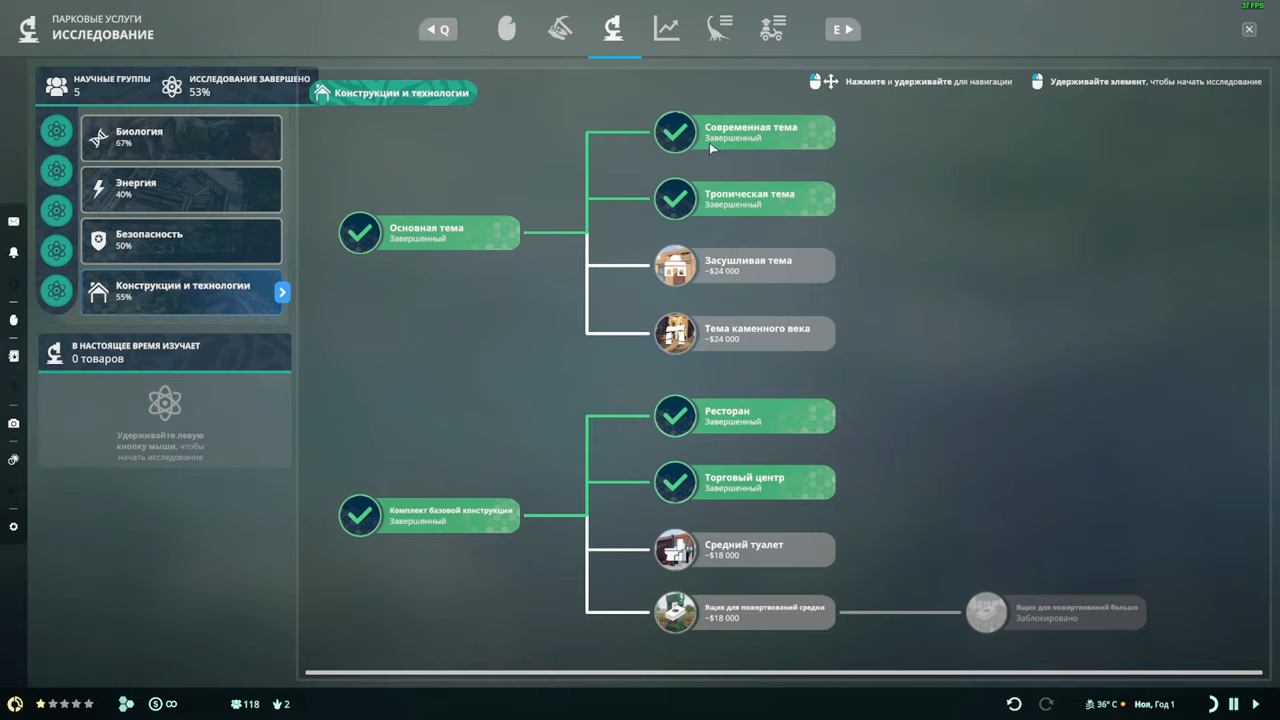 37 FPS
ПАРКОВЫЕ УСЛУГИ
ИССЛЕДОВАНИЕ
Q
E
НАУЧНЫЕ ГРУППЫ
5
ИССЛЕДОВАНИЕ ЗАВЕРШЕНО
53%
Конструкции и технологии
Нажмите и удерживайте для навигации
Удерживайте элемент, чтобы начать исследование
Биология
67%
Энергия
40%
Безопасность
50%
Конструкции и технологии
55%
В НАСТОЯЩЕЕ ВРЕМЯ ИЗУЧАЕТ
0 товаров
Удерживайте левую
кнопку мыши, чтобы
начать исследование
Основная тема
Завершенный
Современная тема
Завершенный
Тропическая тема
Завершенный
Засушливая тема
~$24 000
Тема каменного века
~$24 000
Комплект базовой конструкции
Завершенный
Ресторан
Завершенный
Торговый центр
Завершенный
Средний туалет
~$18 000
Ящик для пожертвований средни
~$18 000
Ящик для пожертвований большо
Заблокировано
$ ∞
118
2
36° C
Ноя, Год 1